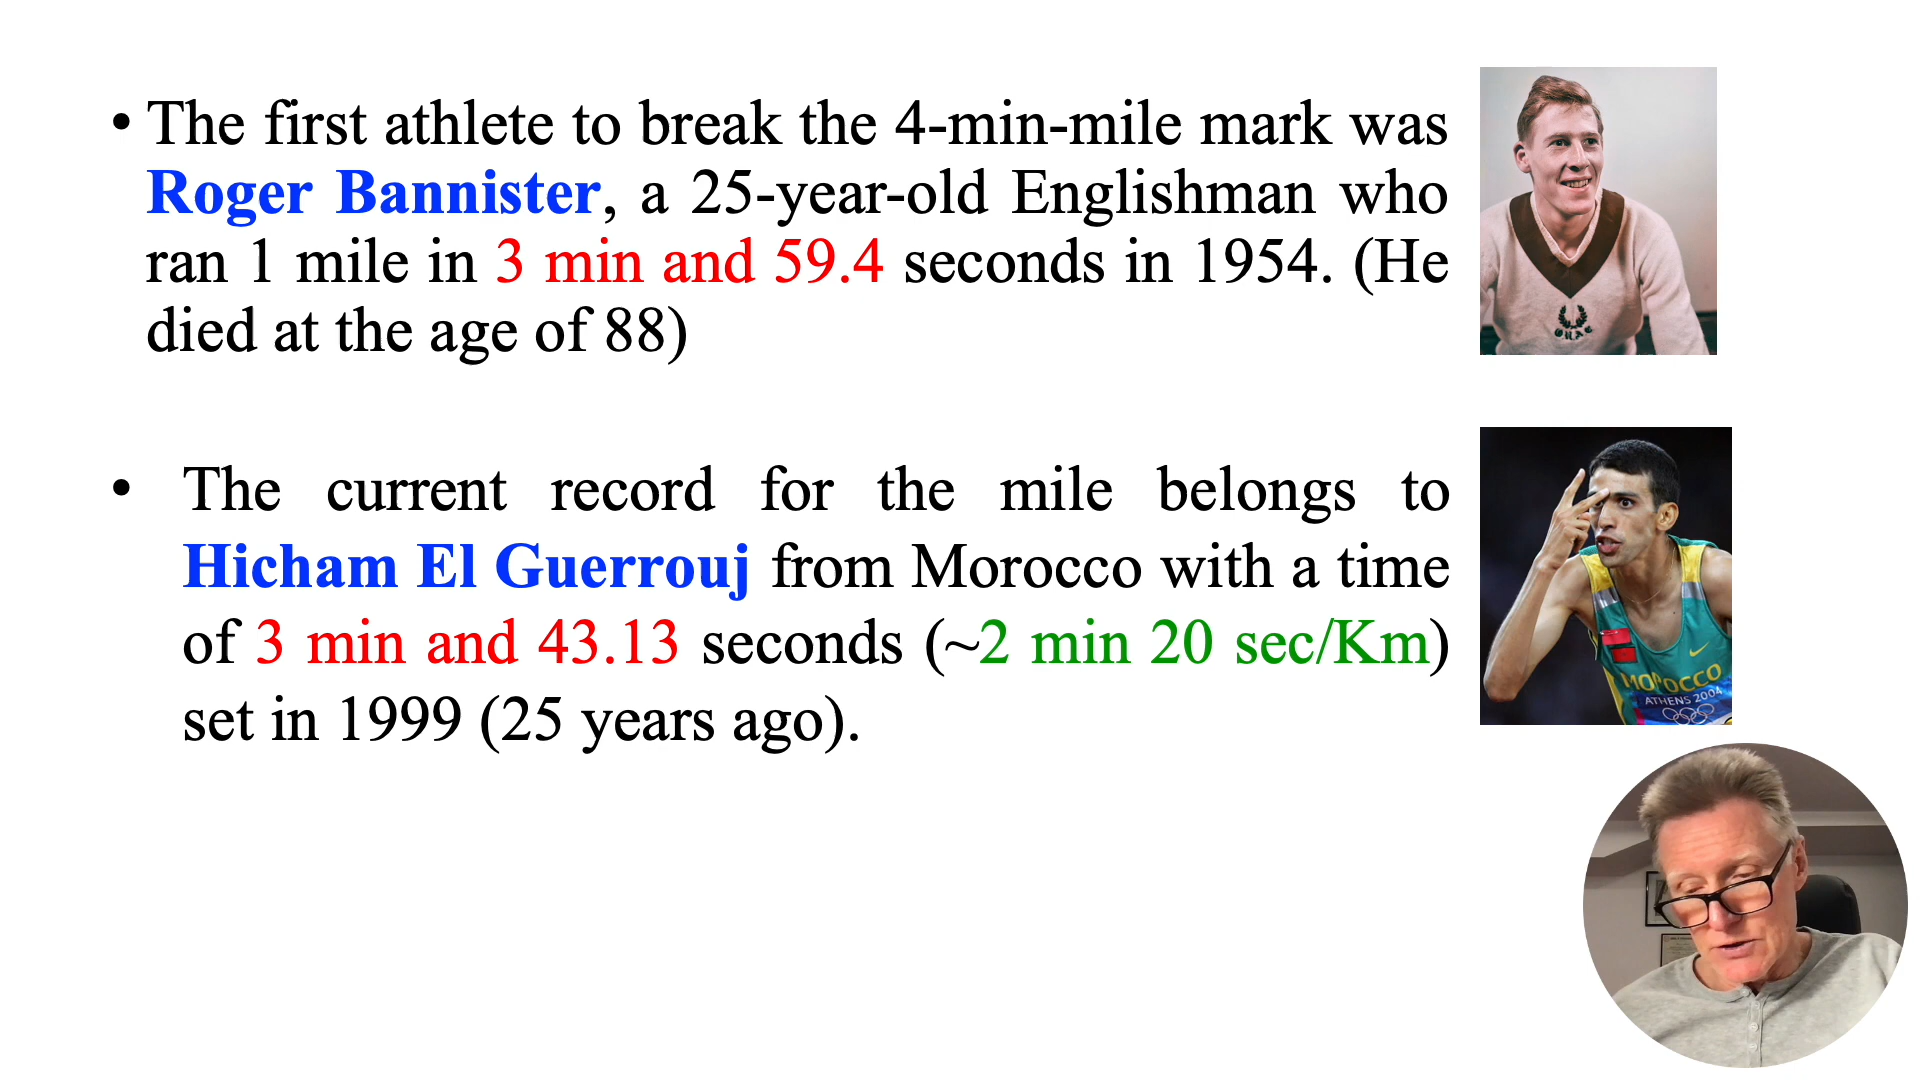 • The first athlete to break the 4-min-mile mark was
Roger Bannister, a 25-year-old Englishman who
ran 1 mile in 3 min and 59.4 seconds in 1954. (He
died at the age of 88)
• The current record for the mile belongs to
Hicham El Guerrouj from Morocco with a time
of 3 min and 43.13 seconds (~2 min 20 sec/Km)
set in 1999 (25 years ago).
MOROCCO
ATHENS 2004